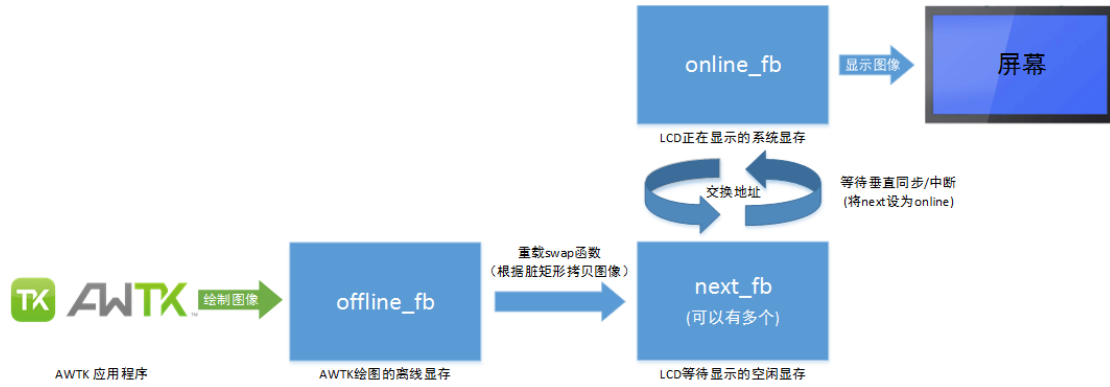 online_fb
显示图像
屏幕
LCD正在显示的系统显存
交换地址
等待垂直同步/中断
(将next设为online)
TK AWTK™
绘制图像
offline_fb
重载swap函数
(根据脏矩形拷贝图像)
next_fb
(可以有多个)
AWTK 应用程序
AWTK绘图的离线显存
LCD等待显示的空闲显存